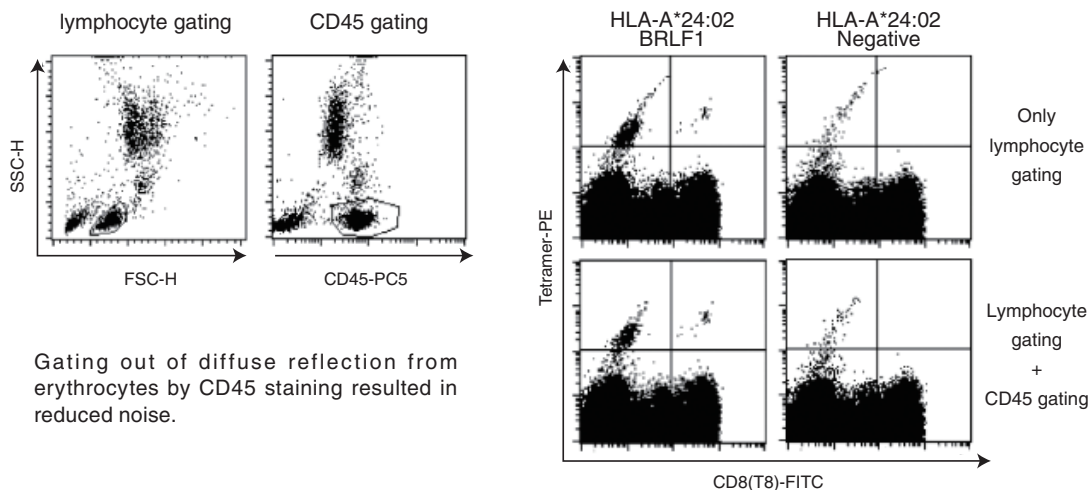 lymphocyte gating
CD45 gating
SSC-H
FSC-H
CD45-PC5
Gating out of diffuse reflection from
erythrocytes by CD45 staining resulted in
reduced noise.
HLA-A*24:02
BRLF1
HLA-A*24:02
Negative
Only
lymphocyte
gating
Tetramer-PE
Lymphocyte
gating
+
CD45 gating
CD8(T8)-FITC